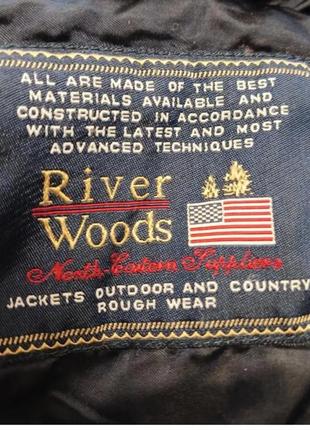 ALL ARE MADE OF THE BEST
MATERIALS AVAILABLE AND
CONSTRUCTED IN ACCORDANCE
WITH THE LATEST AND MOST
ADVANCED TECHNIQUES
River
Woods
North-Eastern Suppliers
JACKETS OUTDOOR AND COUNTRY
ROUGH WEAR